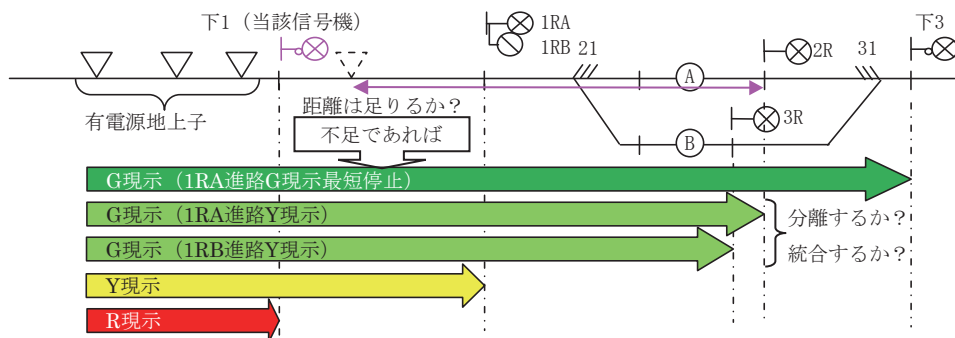 下1（当該信号機）
1RA
1RB
下3
21
2R
31
A
距離は足りるか？
3R
有電源地上子
不足であれば
B
G現示（1RA進路G現示最短停止）
G現示（1RA進路Y現示）
分離するか？
G現示（1RB進路Y現示）
統合するか？
Y現示
R現示